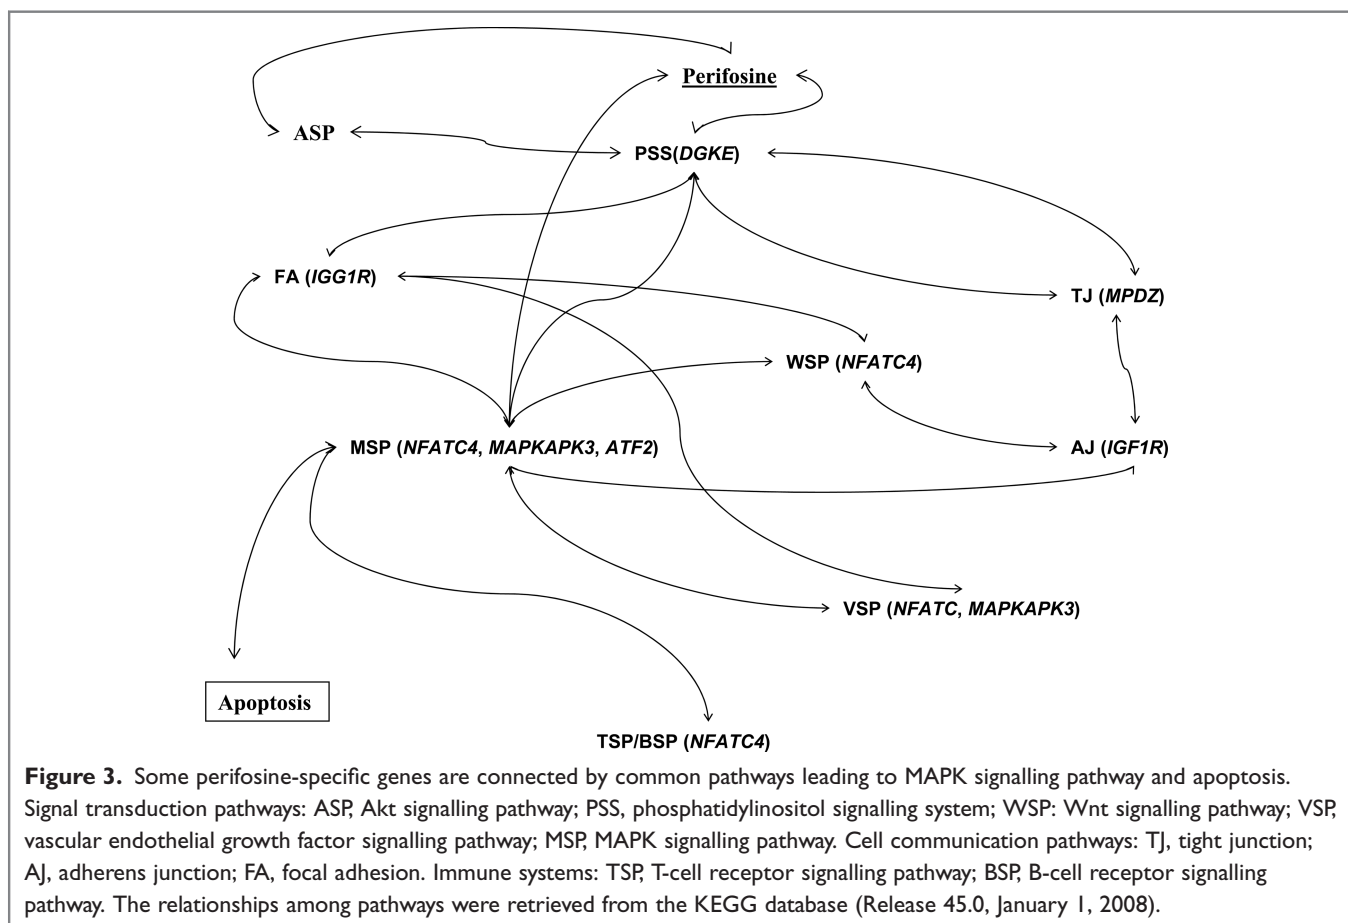 Perifosine
ASP
PSS(DGKE)
FA (IGG1R)
TJ (MPDZ)
WSP (NFATC4)
MSP (NFATC4, MAPKAPK3, ATF2)
AJ (IGF1R)
VSP (NFATC, MAPKAPK3)
Apoptosis
TSP/BSP (NFATC4)
Figure 3. Some perifosine-specific genes are connected by common pathways leading to MAPK signalling pathway and apoptosis.
Signal transduction pathways: ASP, Akt signalling pathway; PSS, phosphatidylinositol signalling system; WSP: Wnt signalling pathway; VSP,
vascular endothelial growth factor signalling pathway; MSP, MAPK signalling pathway. Cell communication pathways: TJ, tight junction;
AJ, adherens junction; FA, focal adhesion. Immune systems: TSP, T-cell receptor signalling pathway; BSP, B-cell receptor signalling
pathway. The relationships among pathways were retrieved from the KEGG database (Release 45.0, January 1, 2008).